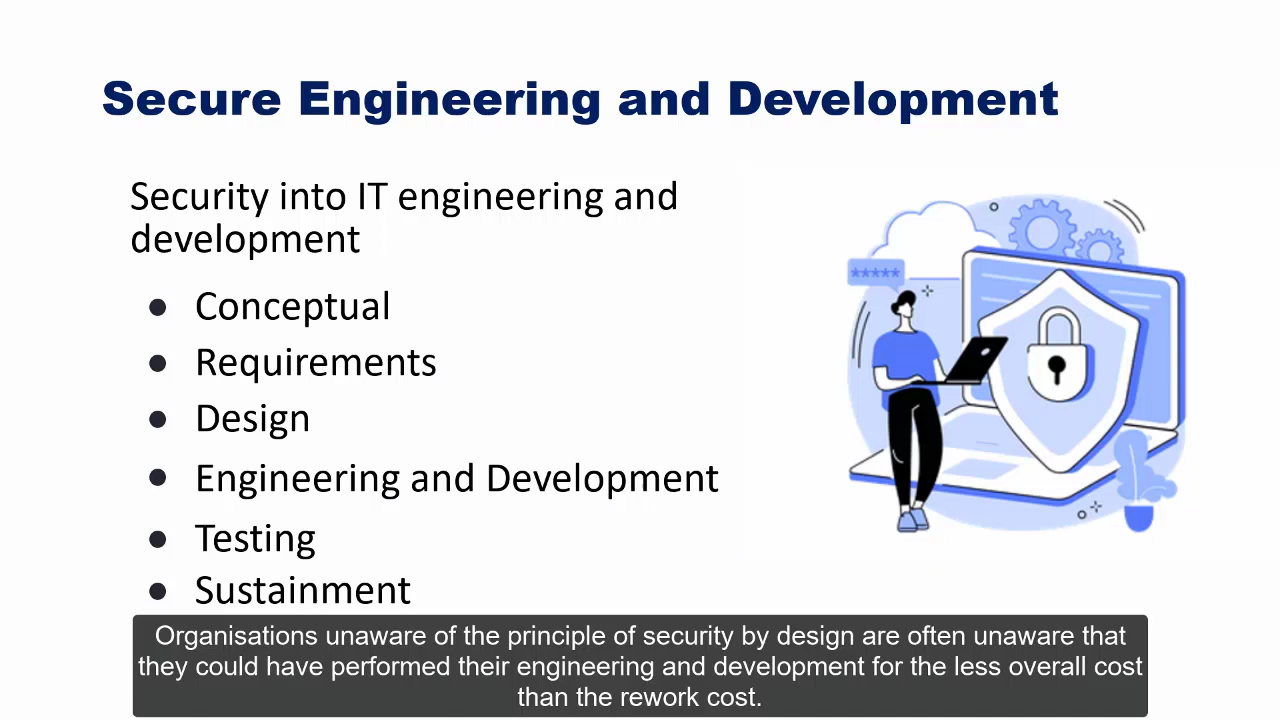 Secure Engineering and Development
Security into IT engineering and
development
● Conceptual
● Requirements
● Design
● Engineering and Development
● Testing
● Sustainment
*****
Organisations unaware of the principle of security by design are often unaware that
they could have performed their engineering and development for the less overall cost
than the rework cost.